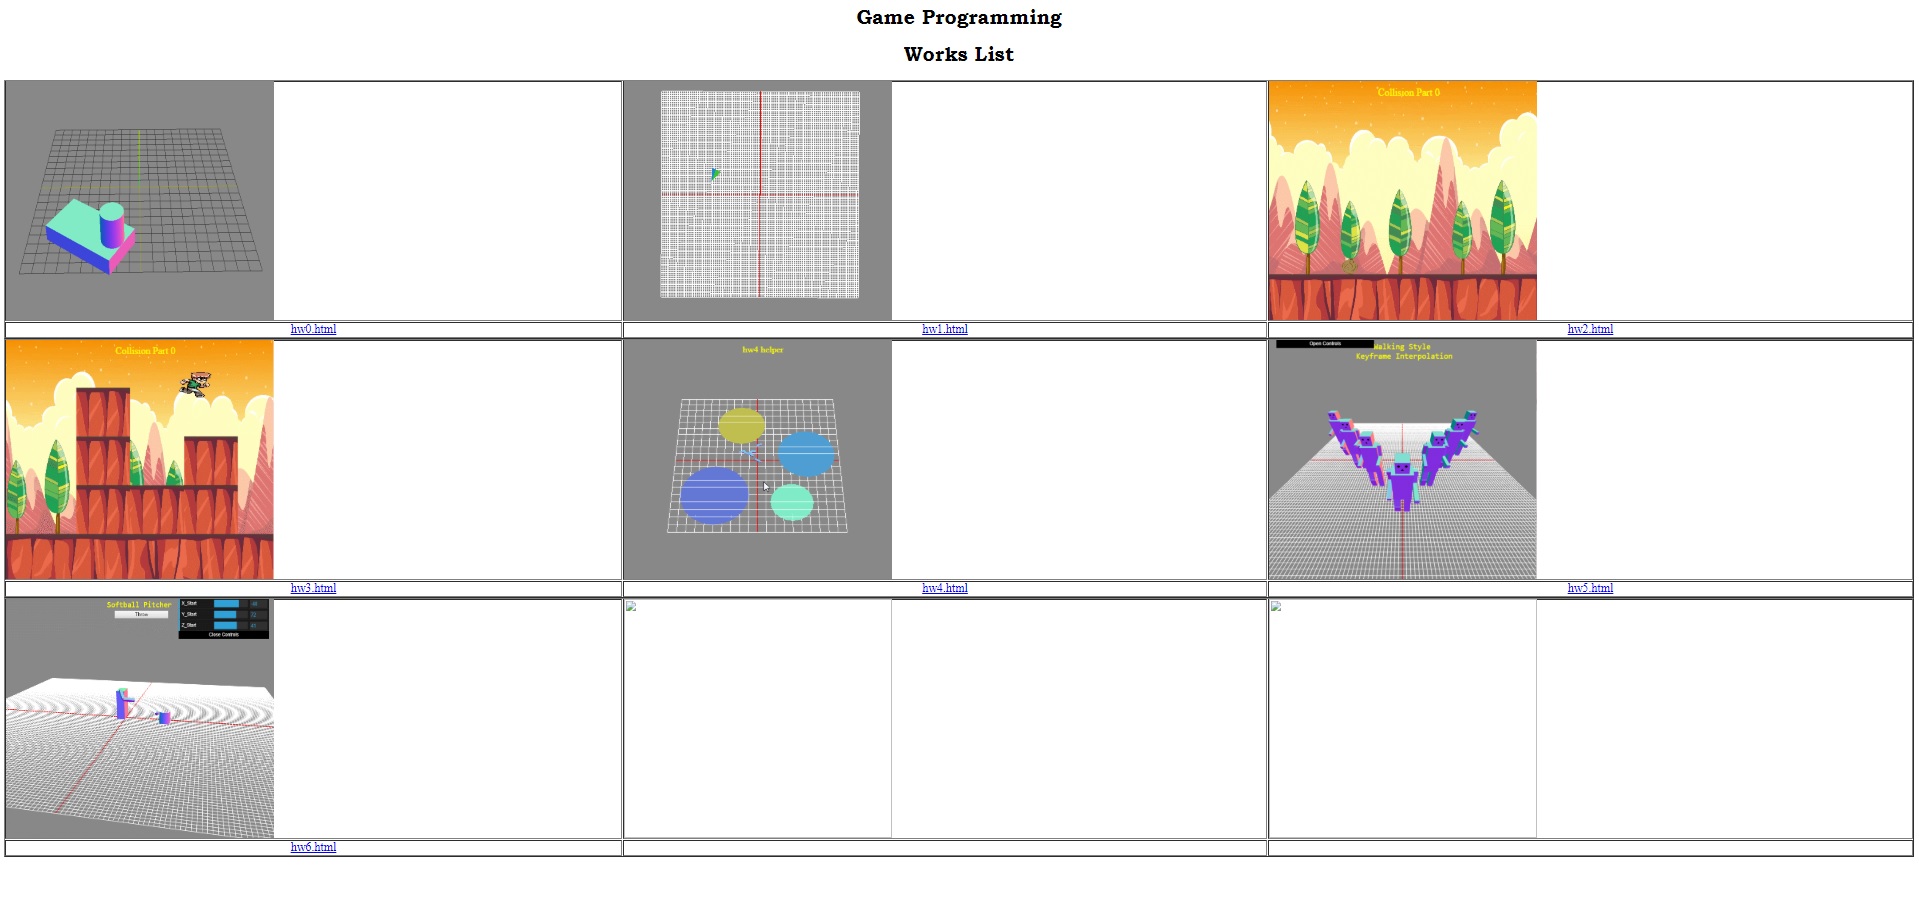 Game Programming
Works List
Collision Part 0
hw0.html
hw1.html
hw2.html
Collision Part 0
hw4 helper
Open Controls
Walking Style
Keyframe Interpolation
hw3.html
hw4.html
hw5.html
Softball Pitcher
Throw
X_Start
Y_Start
Z_Start
Close Controls
hw6.html